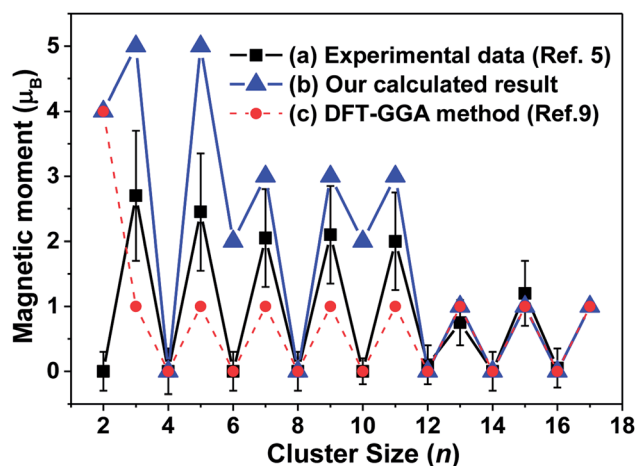 5
4
3
2
1
0
Magnetic moment (μB)
(a) Experimental data (Ref. 5)
(b) Our calculated result
(c) DFT-GGA method (Ref.9)
2 4 6 8 10 12 14 16 18
Cluster Size (n)